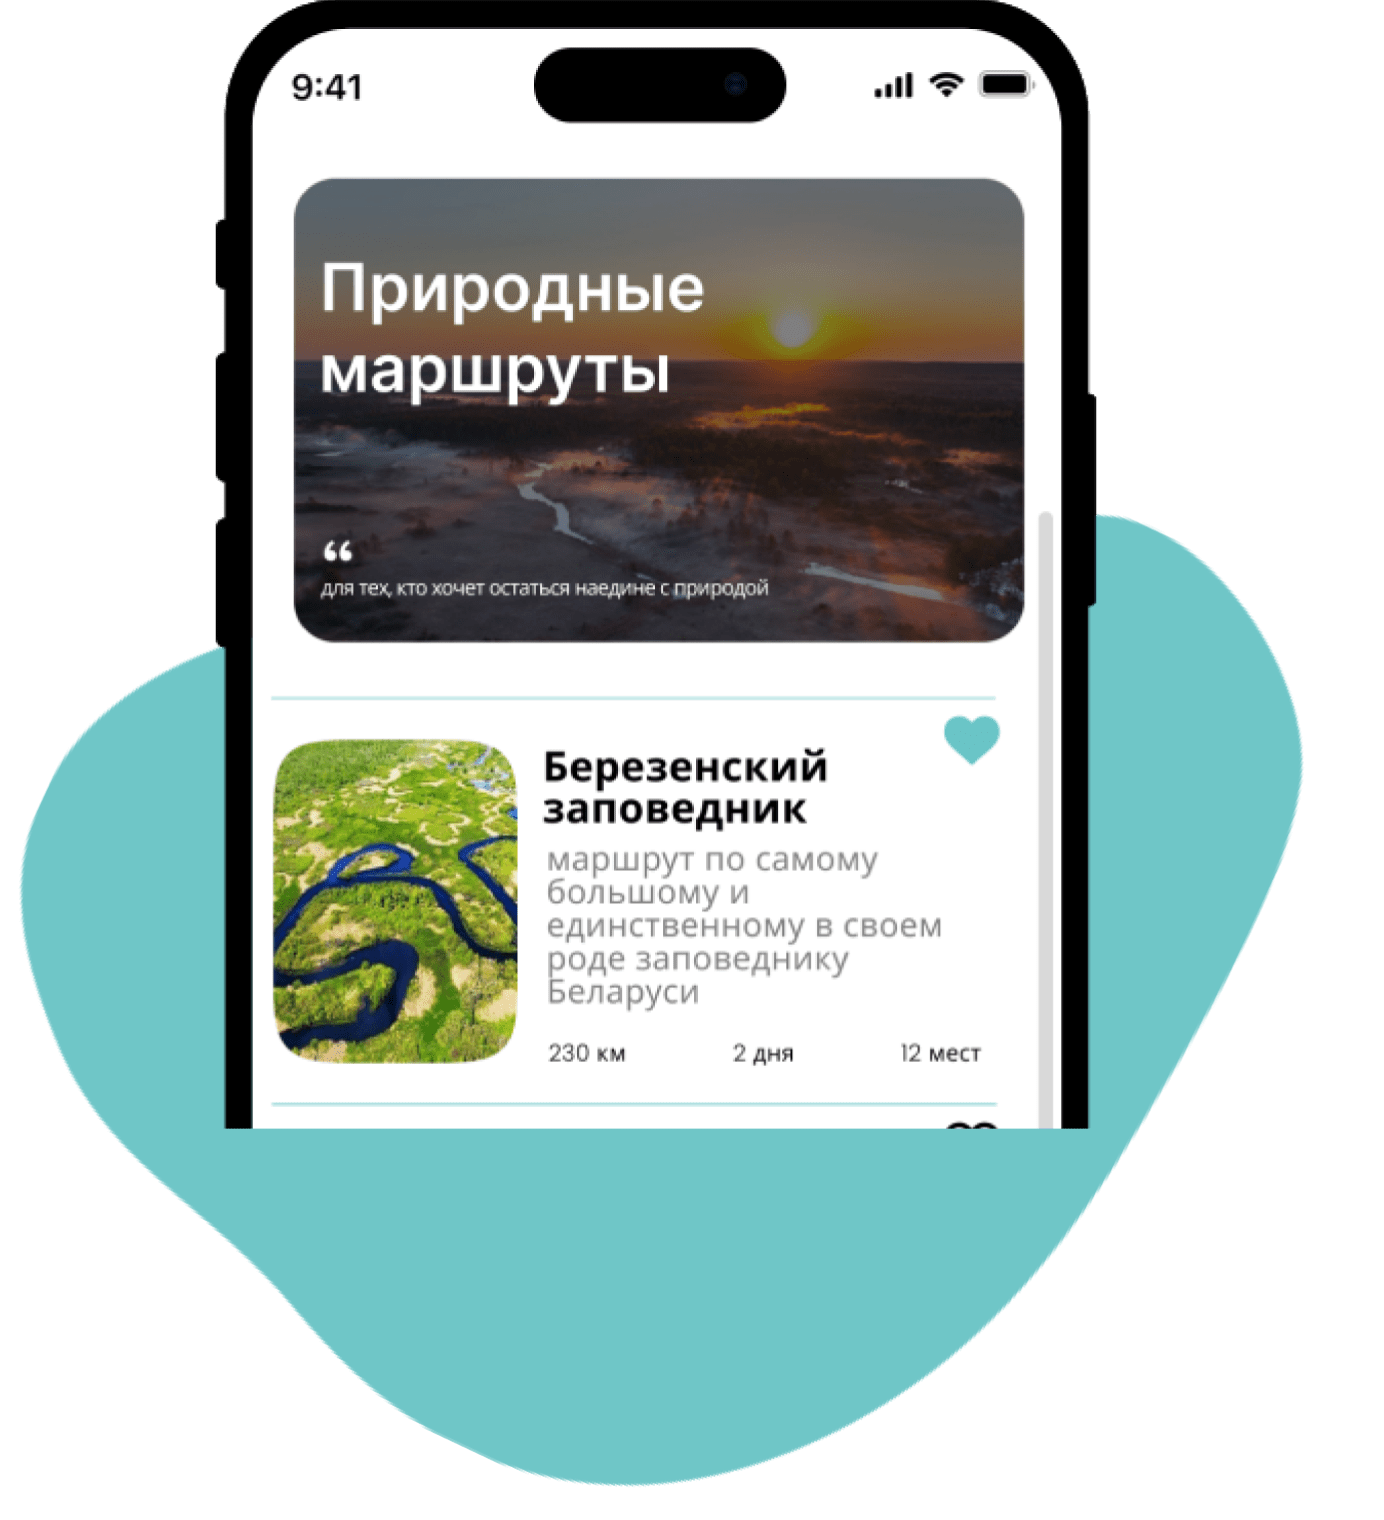 9:41
Природные
маршруты
“
для тех, кто хочет остаться наедине с природой
Березенский
заповедник
маршрут по самому
большому и
единственному в своем
роде заповеднику
Беларуси
230 км 2 дня 12 мест